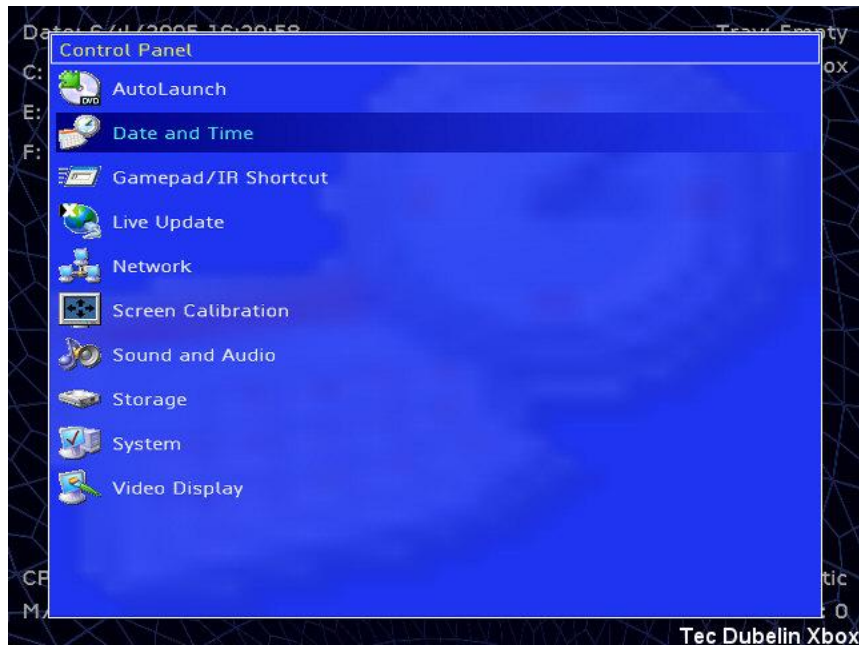 Control Panel
AutoLaunch
DVD
Date and Time
Gamepad/IR Shortcut
Live Update
Network
Screen Calibration
Sound and Audio
Storage
System
Video Display
C:
E:
F:
Tec Dubelin Xbox